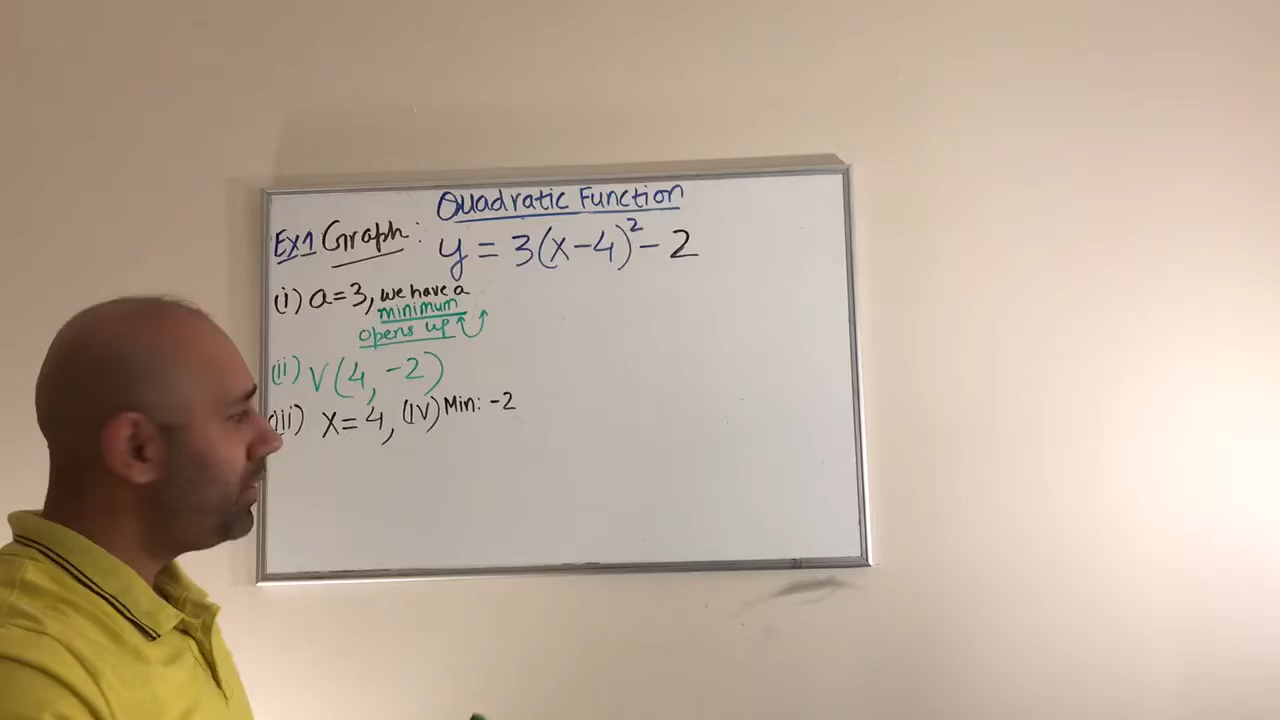 Quadratic Function
Ex1 Graph: y = 3(x-4)² - 2
(i) a=3, we have a
minimum
opens up
(ii) V(4, -2)
(iii) x=4, (IV) Min: -2